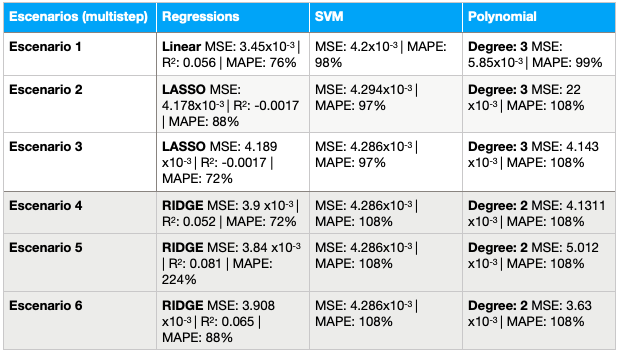 Escenarios (multistep) Regressions SVM Polynomial
Escenario 1
Linear MSE: 3.45x10-3 |
R2: 0.056 | MAPE: 76%
MSE: 4.2x10-3 | MAPE:
98%
Degree: 3 MSE:
5.85x10-3 | MAPE: 99%
Escenario 2
LASSO MSE:
4.178x10-3 | R2: -0.0017
| MAPE: 88%
MSE: 4.294x10-3 |
MAPE: 97%
Degree: 3 MSE: 22
x10-3 | MAPE: 108%
Escenario 3
LASSO MSE: 4.189
x10-3 | R2: -0.0017 |
MAPE: 72%
MSE: 4.286x10-3 |
MAPE: 97%
Degree: 3 MSE: 4.143
x10-3 | MAPE: 108%
Escenario 4
RIDGE MSE: 3.9 x10-3 |
R2: 0.052 | MAPE: 72%
MSE: 4.286x10-3 |
MAPE: 108%
Degree: 2 MSE: 4.1311
x10-3 | MAPE: 108%
Escenario 5
RIDGE MSE: 3.84 x10-3
| R2: 0.081 | MAPE:
224%
MSE: 4.286x10-3 |
MAPE: 108%
Degree: 2 MSE: 5.012
x10-3 | MAPE: 108%
Escenario 6
RIDGE MSE: 3.908
x10-3 | R2: 0.065 |
MAPE: 88%
MSE: 4.286x10-3 |
MAPE: 108%
Degree: 2 MSE: 3.63
x10-3 | MAPE: 108%